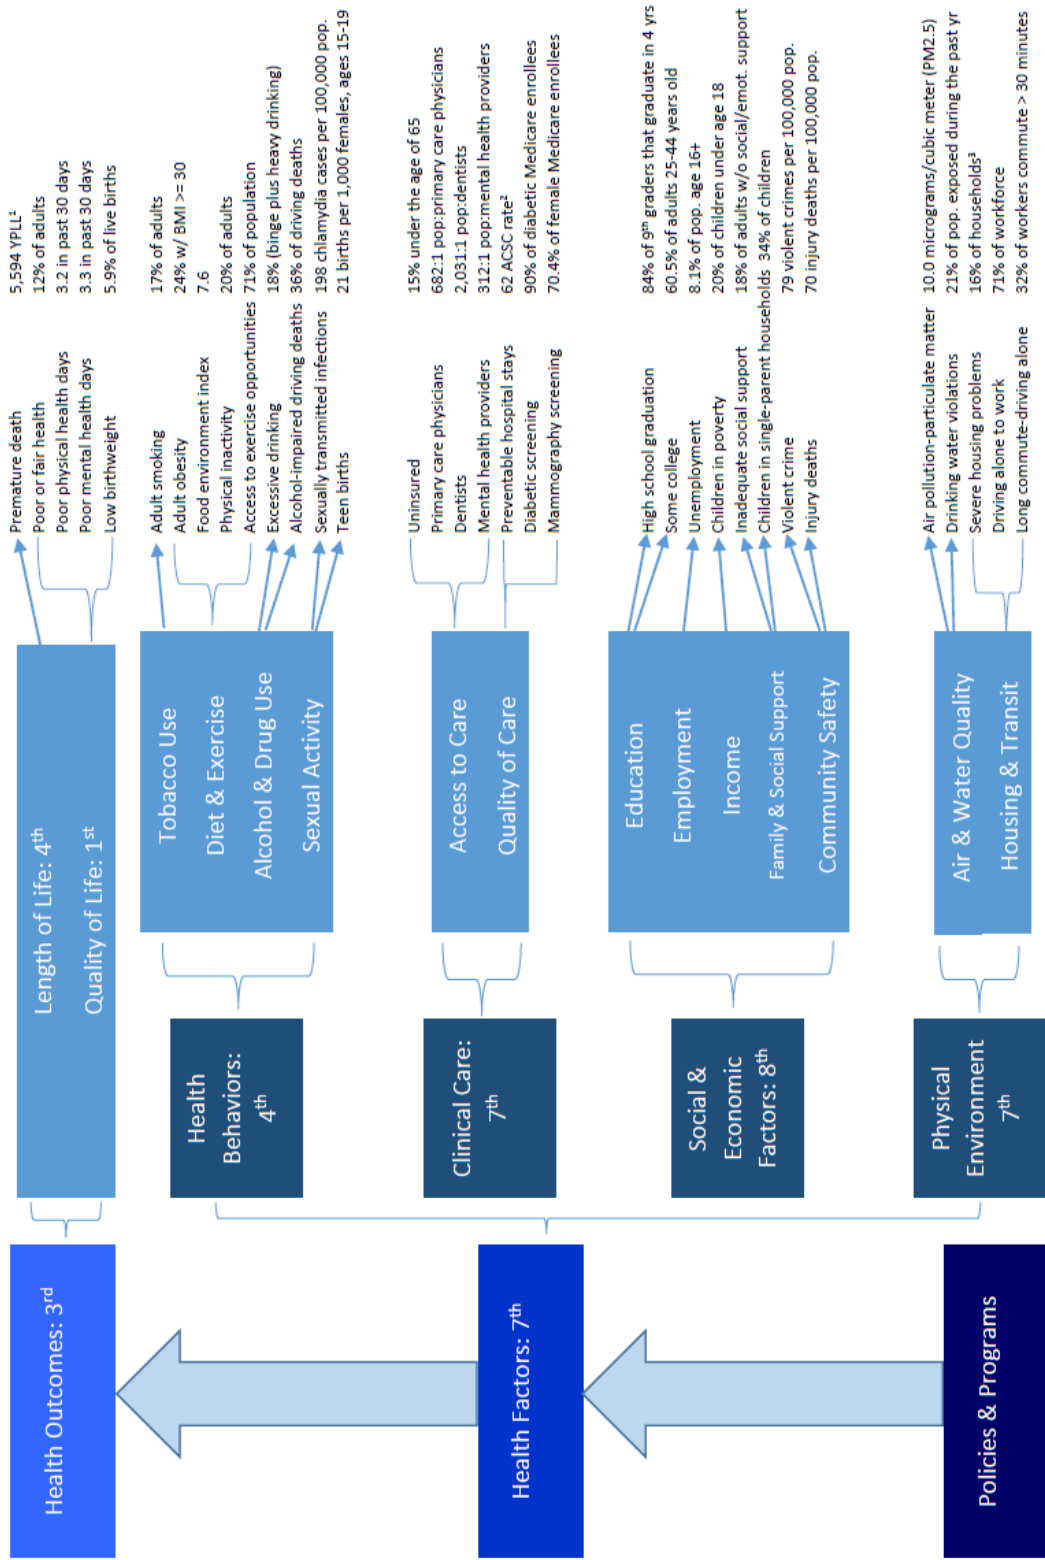 Health Outcomes: 3rd
Health Factors: 7th
Policies & Programs
Length of Life: 4th
Quality of Life: 1st
Health
Behaviors:
4th
Clinical Care:
7th
Social &
Economic
Factors: 8th
Physical
Environment
7th
Tobacco Use
Diet & Exercise
Alcohol & Drug Use
Sexual Activity
Access to Care
Quality of Care
Education
Employment
Income
Family & Social Support
Community Safety
Air & Water Quality
Housing & Transit
Premature death 5,594 YPLL¹
Poor or fair health 12% of adults
Poor physical health days 3.2 in past 30 days
Poor mental health days 3.3 in past 30 days
Low birthweight 5.9% of live births
Adult smoking 17% of adults
Adult obesity 24% w/ BMI >= 30
Food environment index 7.6
Physical inactivity 20% of adults
Access to exercise opportunities 71% of population
Excessive drinking 18% (binge plus heavy drinking)
Alcohol-impaired driving deaths 36% of driving deaths
Sexually transmitted infections 198 chlamydia cases per 100,000 pop.
Teen births 21 births per 1,000 females, ages 15-19
Uninsured 15% under the age of 65
Primary care physicians 682:1 pop:primary care physicians
Dentists 2,031:1 pop:dentists
Mental health providers 312:1 pop:mental health providers
Preventable hospital stays 62 ACSC rate²
Diabetic screening 90% of diabetic Medicare enrollees
Mammography screening 70.4% of female Medicare enrollees
High school graduation 84% of 9th graders that graduate in 4 yrs
Some college 60.5% of adults 25-44 years old
Unemployment 8.1% of pop. age 16+
Children in poverty 20% of children under age 18
Inadequate social support 18% of adults w/o social/emot. support
Children in single-parent households 34% of children
Violent crime 79 violent crimes per 100,000 pop.
Injury deaths 70 injury deaths per 100,000 pop.
Air pollution-particulate matter 10.0 micrograms/cubic meter (PM2.5)
Drinking water violations 21% of pop. exposed during the past yr
Severe housing problems 16% of households³
Driving alone to work 71% of workforce
Long commute-driving alone 32% of workers commute > 30 minutes